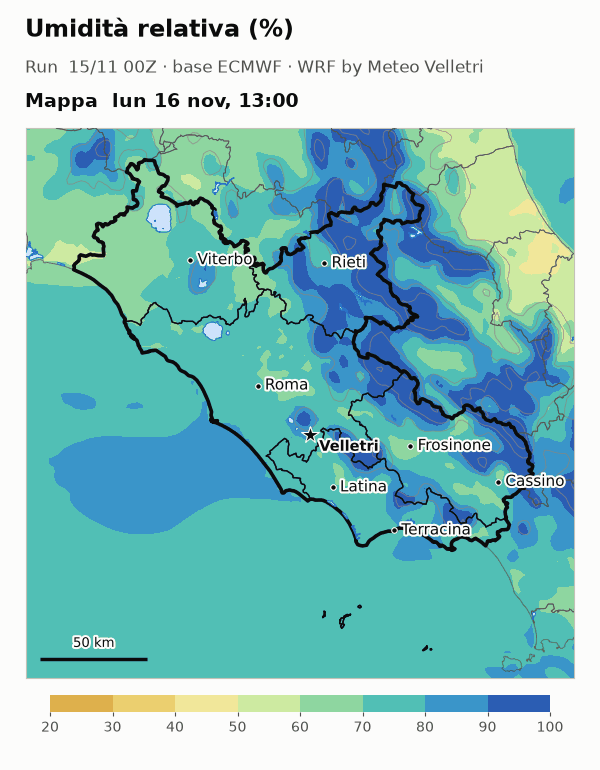 Umidità relativa (%)
Run 15/11 00Z · base ECMWF · WRF by Meteo Velletri
Mappa lun 16 nov, 13:00
Viterbo
Rieti
Roma
Velletri
Frosinone
Cassino
Latina
Terracina
50 km
20 30 40 50 60 70 80 90 100